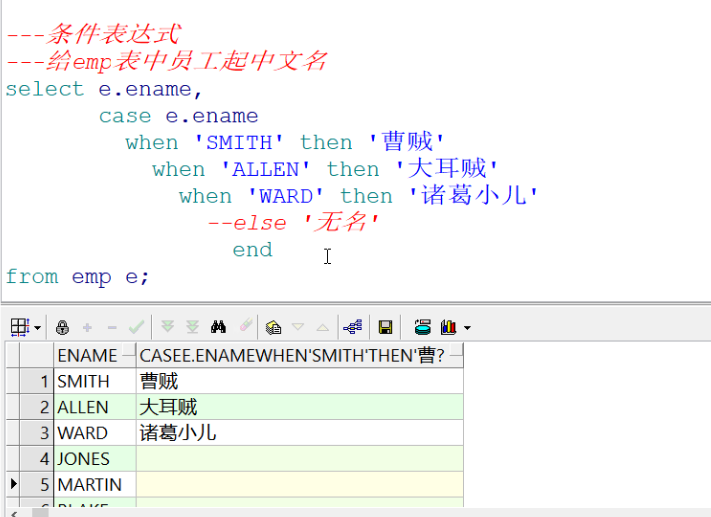 ---条件表达式
---给emp表中员工起中文名
select e.ename,
case e.ename
when 'SMITH' then '曹贼'
when 'ALLEN' then '大耳贼'
when 'WARD' then '诸葛小儿'
--else '无名'
end
from emp e;
ENAME CASEE.ENAMEWHEN'SMITH'THEN'曹?
1 SMITH 曹贼
2 ALLEN 大耳贼
3 WARD 诸葛小儿
4 JONES
5 MARTIN